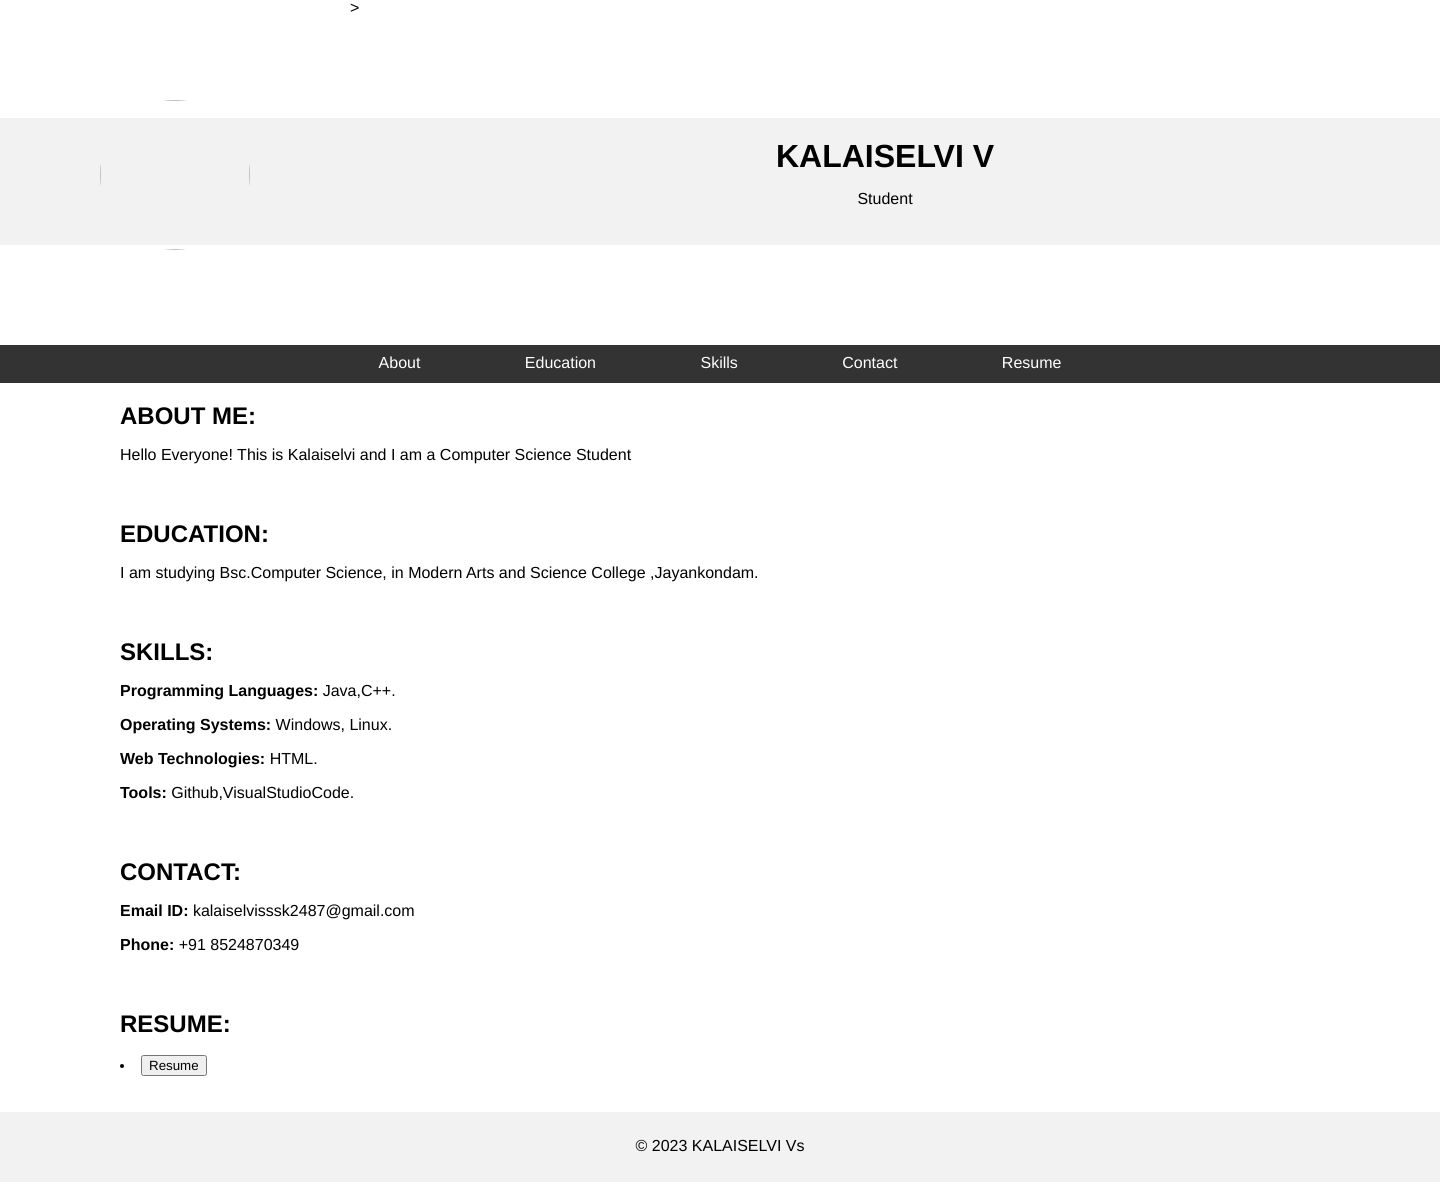 >
KALAISELVI V
Student
About Education Skills Contact Resume
ABOUT ME:
Hello Everyone! This is Kalaiselvi and I am a Computer Science Student
EDUCATION:
I am studying Bsc.Computer Science, in Modern Arts and Science College ,Jayankondam.
SKILLS:
Programming Languages: Java,C++.
Operating Systems: Windows, Linux.
Web Technologies: HTML.
Tools: Github,VisualStudioCode.
CONTACT:
Email ID: kalaiselvisssk2487@gmail.com
Phone: +91 8524870349
RESUME:
• Resume
© 2023 KALAISELVI Vs